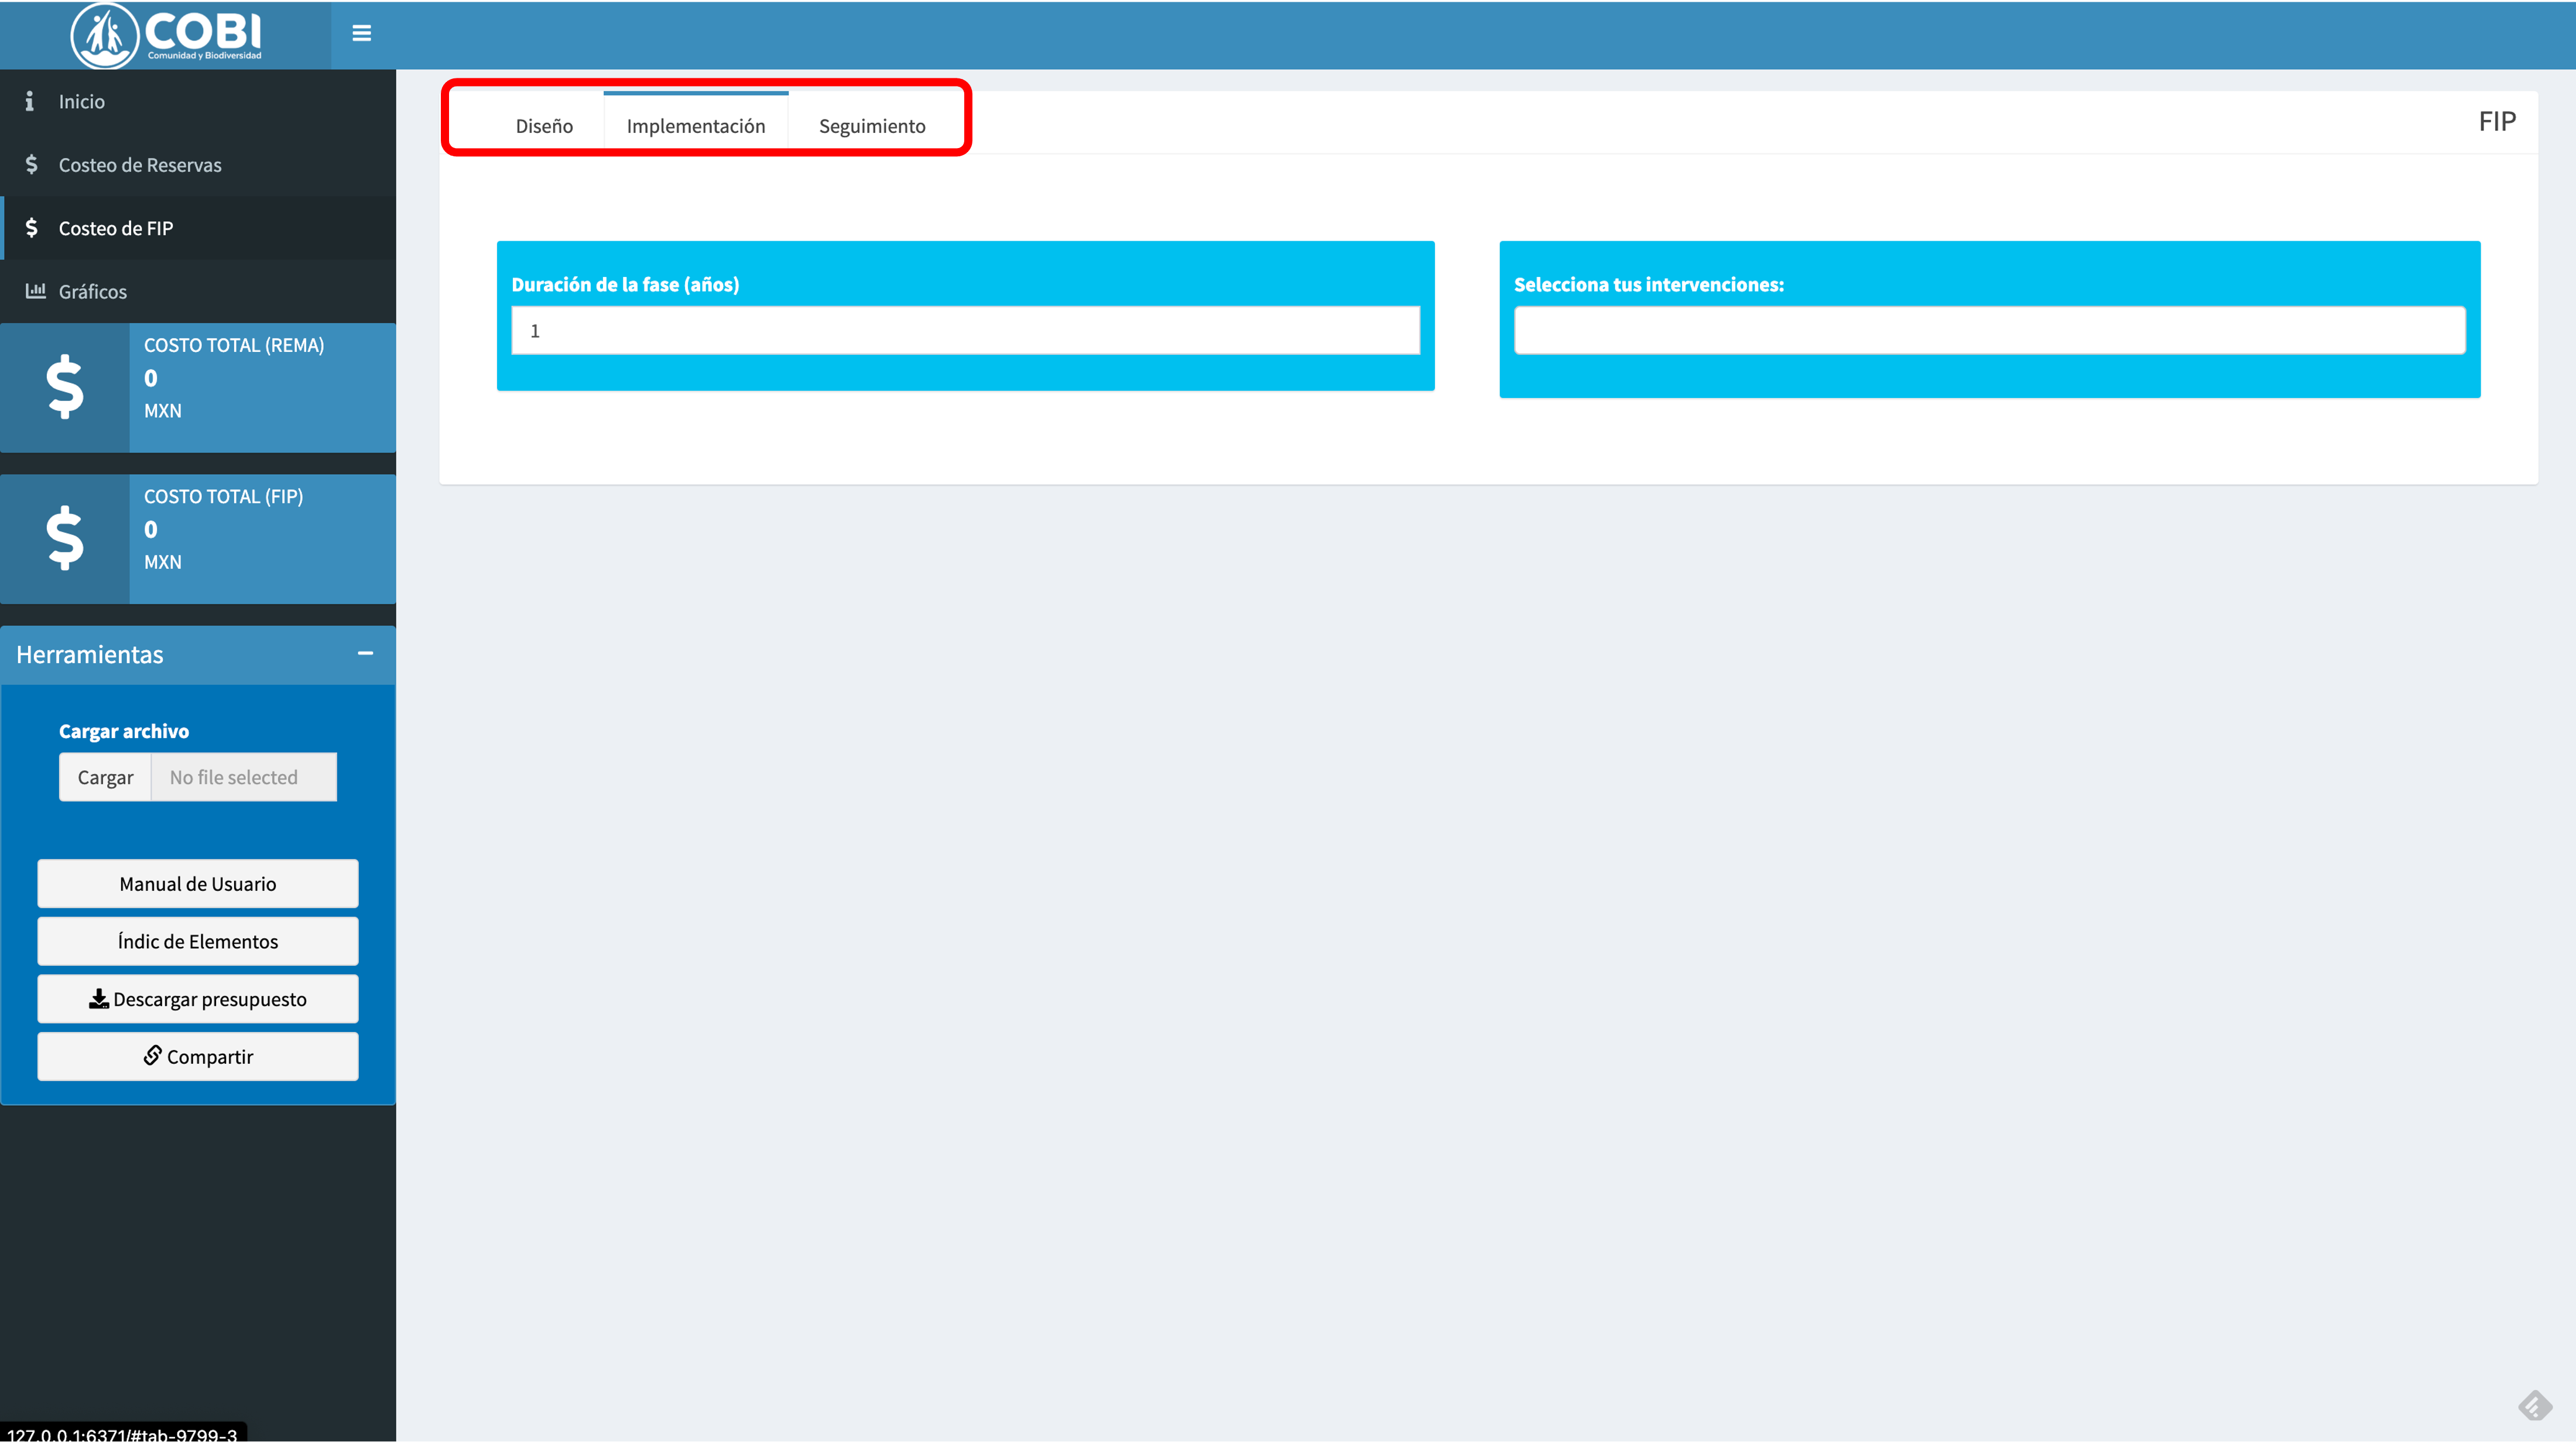 COBI
Comunidad y Biodiversidad
Inicio
Costeo de Reservas
Costeo de FIP
Gráficos
COSTO TOTAL (REMA)
0
MXN
COSTO TOTAL (FIP)
0
MXN
Herramientas
Cargar archivo
Cargar No file selected
Manual de Usuario
Índic de Elementos
Descargar presupuesto
Compartir
127.0.0.1:6371/#tab-9799-3
Diseño Implementación Seguimiento FIP
Duración de la fase (años)
1
Selecciona tus intervenciones: